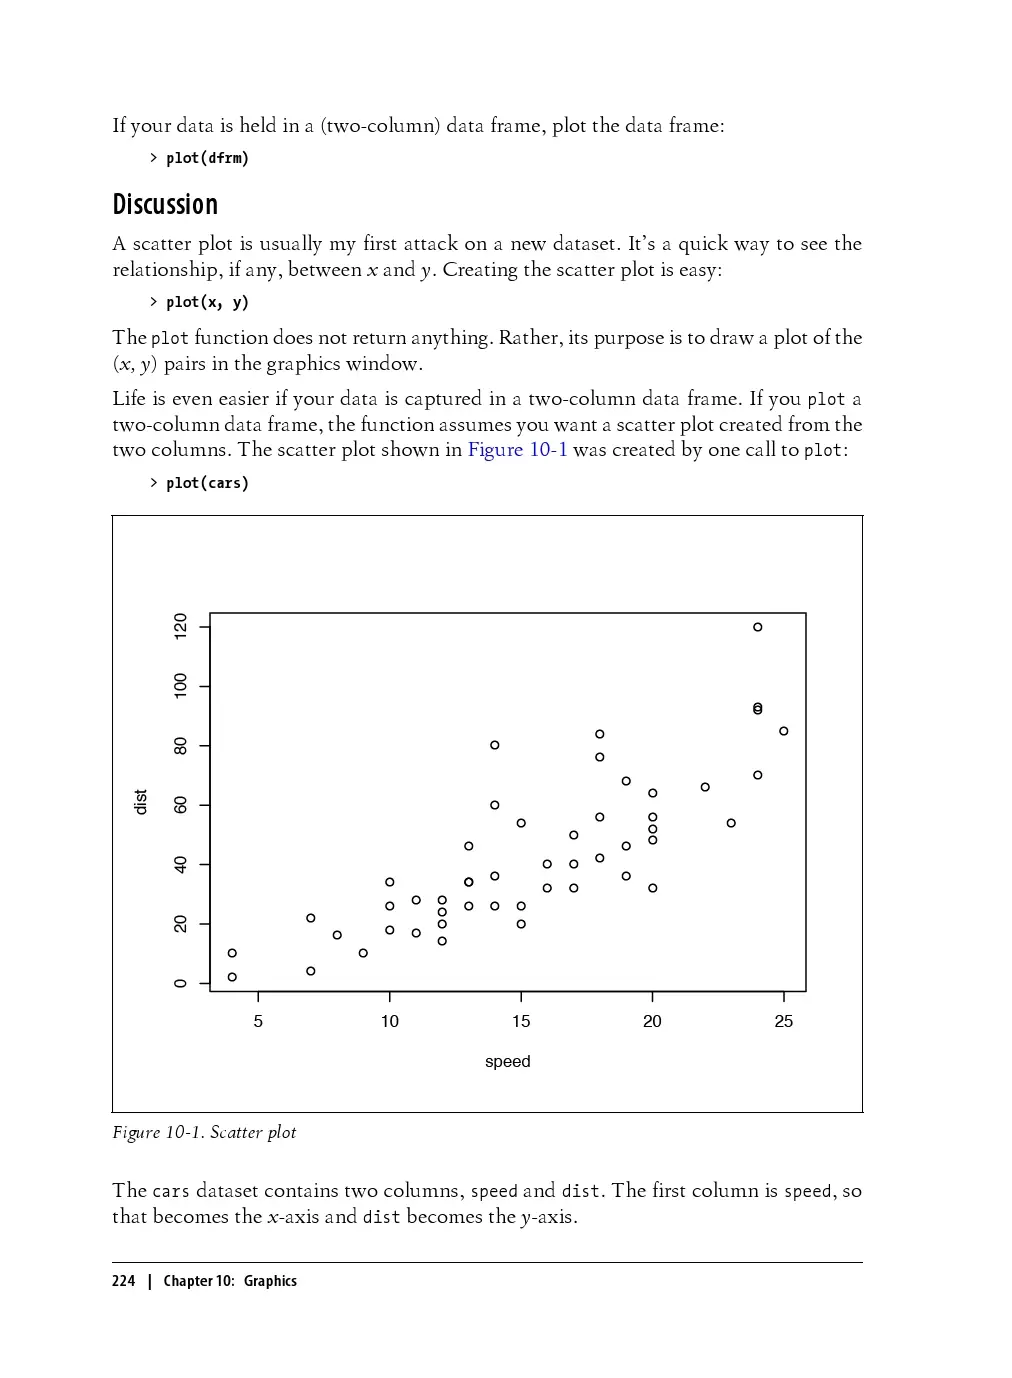 If your data is held in a (two-column) data frame, plot the data frame:
> plot(dfrm)
Discussion
A scatter plot is usually my first attack on a new dataset. It’s a quick way to see the
relationship, if any, between x and y. Creating the scatter plot is easy:
> plot(x, y)
The plot function does not return anything. Rather, its purpose is to draw a plot of the
(x, y) pairs in the graphics window.
Life is even easier if your data is captured in a two-column data frame. If you plot a
two-column data frame, the function assumes you want a scatter plot created from the
two columns. The scatter plot shown in Figure 10-1 was created by one call to plot:
> plot(cars)
120
100
80
60
40
20
0
dist
5 10 15 20 25
speed
Figure 10-1. Scatter plot
The cars dataset contains two columns, speed and dist. The first column is speed, so
that becomes the x-axis and dist becomes the y-axis.
224 | Chapter 10: Graphics